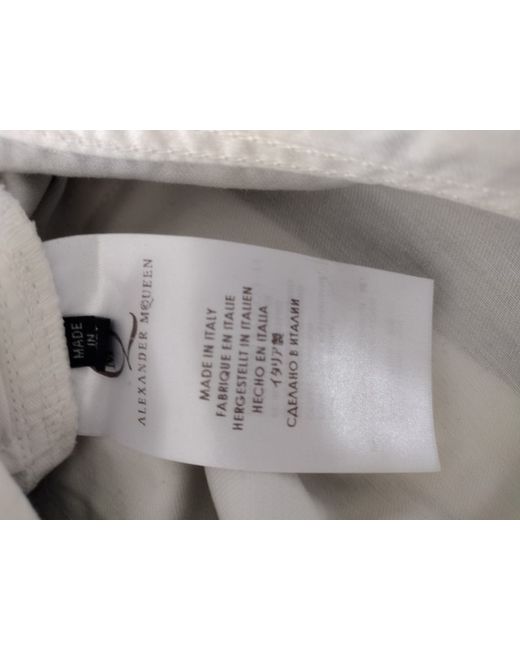 ALEXANDER McQUEEN
MADE IN ITALY
FABRIQUE EN ITALIE
HERGESTELLT IN ITALIEN
HECHO EN ITALIA
イタリア製
СДЕЛАНО В ИТАЛИИ
MADE
IN